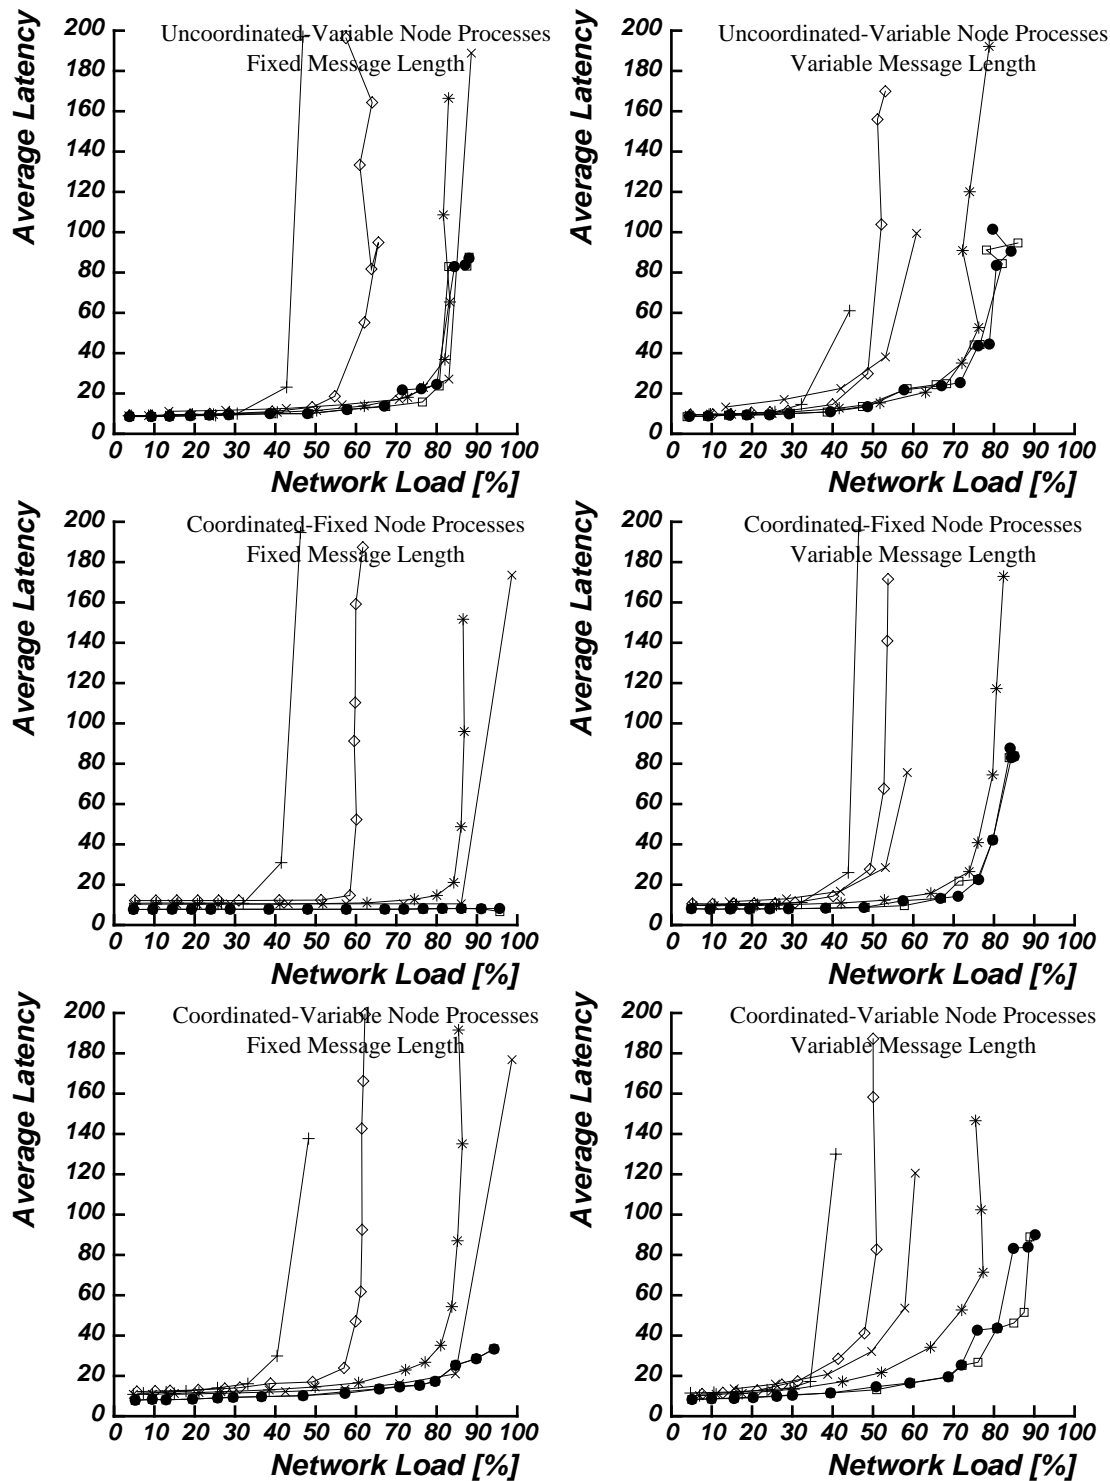 Uncoordinated-Variable Node Processes
Fixed Message Length
Average Latency
200
180
160
140
120
100
80
60
40
20
0
0 10 20 30 40 50 60 70 80 90 100
Network Load [%]
Uncoordinated-Variable Node Processes
Variable Message Length
Average Latency
200
180
160
140
120
100
80
60
40
20
0
0 10 20 30 40 50 60 70 80 90 100
Network Load [%]
Coordinated-Fixed Node Processes
Fixed Message Length
Average Latency
200
180
160
140
120
100
80
60
40
20
0
0 10 20 30 40 50 60 70 80 90 100
Network Load [%]
Coordinated-Fixed Node Processes
Variable Message Length
Average Latency
200
180
160
140
120
100
80
60
40
20
0
0 10 20 30 40 50 60 70 80 90 100
Network Load [%]
Coordinated-Variable Node Processes
Fixed Message Length
Average Latency
200
180
160
140
120
100
80
60
40
20
0
0 10 20 30 40 50 60 70 80 90 100
Network Load [%]
Coordinated-Variable Node Processes
Variable Message Length
Average Latency
200
180
160
140
120
100
80
60
40
20
0
0 10 20 30 40 50 60 70 80 90 100
Network Load [%]